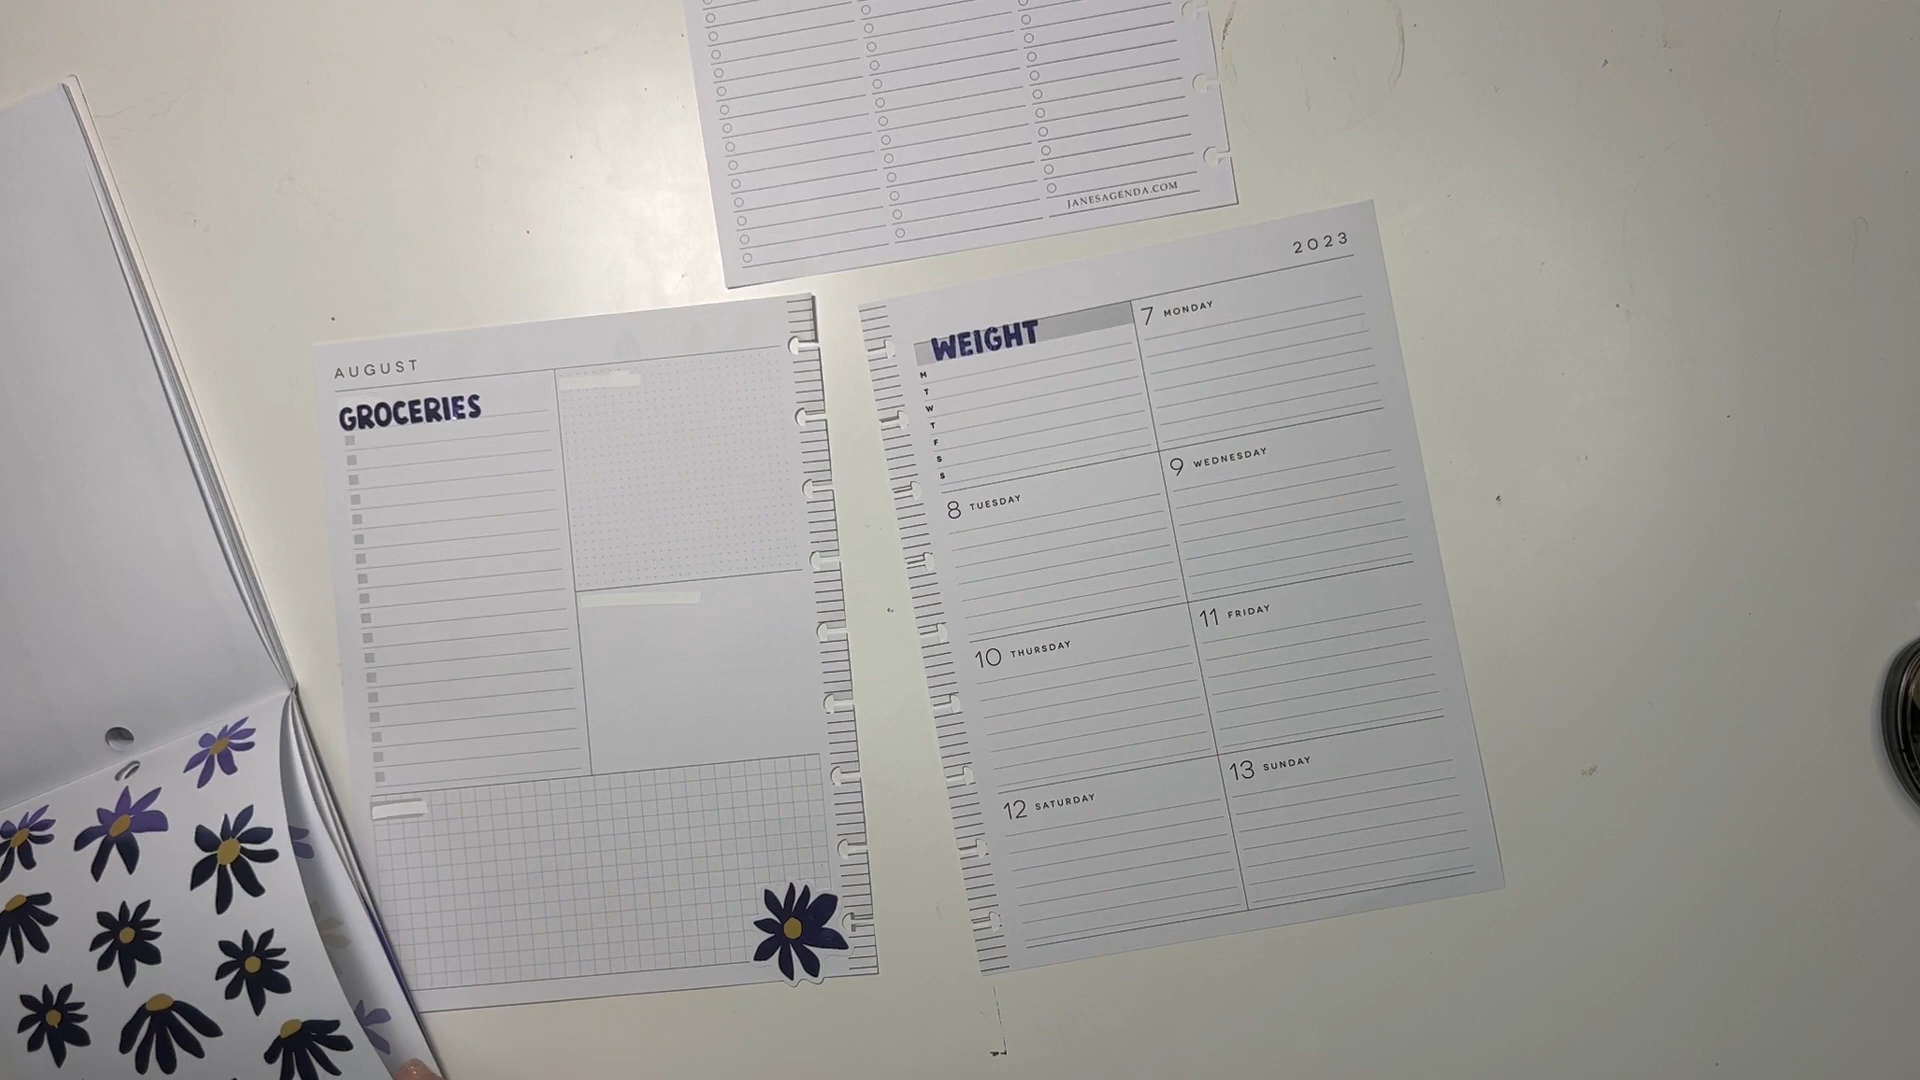 JANESAGENDA.COM
AUGUST
GROCERIES
2023
WEIGHT
M
T
W
T
F
S
S
7 MONDAY
8 TUESDAY
9 WEDNESDAY
10 THURSDAY
11 FRIDAY
12 SATURDAY
13 SUNDAY